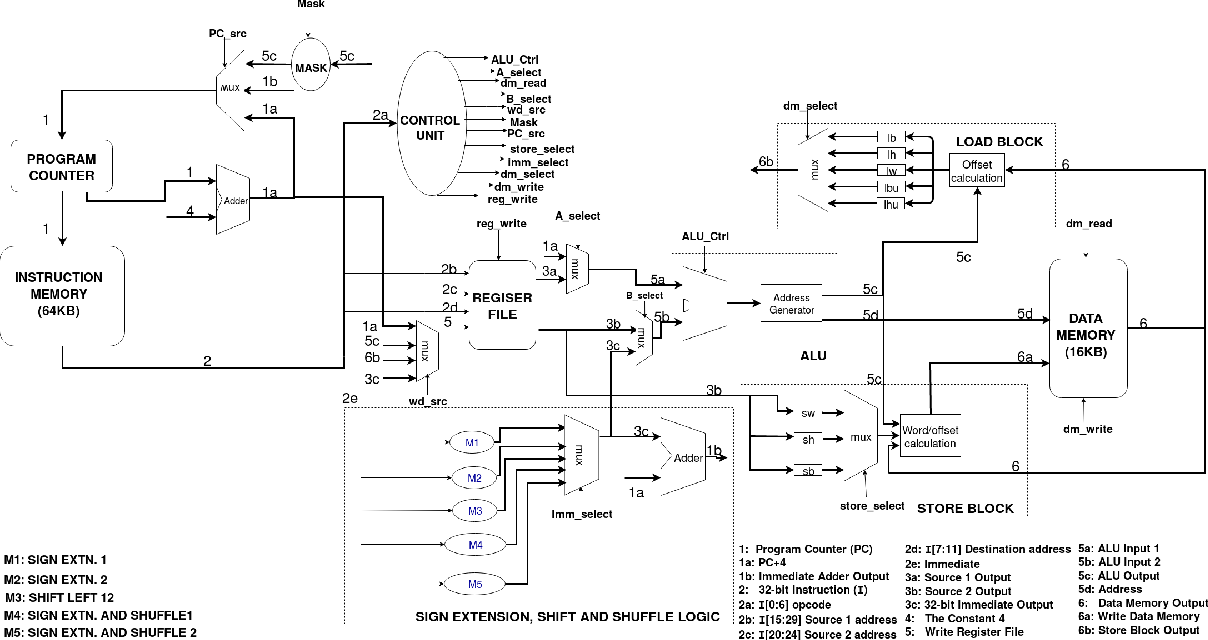 Mask
PC_src
5c
MASK
5c
mux
1b
1a
1
PROGRAM
COUNTER
1
1a
Adder
4
1
INSTRUCTION
MEMORY
(64KB)
2
2a
CONTROL
UNIT
ALU_Ctrl
A_select
dm_read
B_select
wd_src
Mask
PC_src
store_select
Imm_select
dm_select
dm_write
reg_write
reg_write
2b
2c
2d
5
REGISER
FILE
A_select
1a
3a
mux
5a
B_select
3b
3c
mux
5b
ALU_Ctrl
Address
Generator
5c
5d
ALU
1a
5c
6b
3c
mux
wd_src
dm_select
6b
mux
lb
lh
lw
lbu
lhu
LOAD BLOCK
Offset
calculation
6
5c
dm_read
5d
DATA
MEMORY
(16KB)
6
6a
dm_write
3b
5c
sw
sh
sb
mux
Word/offset
calculation
6
store_select
STORE BLOCK
2e
M1
M2
M3
M4
M5
mux
Imm_select
3c
Adder
1a
1b
SIGN EXTENSION, SHIFT AND SHUFFLE LOGIC
M1: SIGN EXTN. 1
M2: SIGN EXTN. 2
M3: SHIFT LEFT 12
M4: SIGN EXTN. AND SHUFFLE1
M5: SIGN EXTN. AND SHUFFLE 2
1: Program Counter (PC)
1a: PC+4
1b: Immediate Adder Output
2: 32-bit Instruction (I)
2a: I[0:6] opcode
2b: I[15:29] Source 1 address
2c: I[20:24] Source 2 address
2d: I[7:11] Destination address
2e: Immediate
3a: Source 1 Output
3b: Source 2 Output
3c: 32-bit Immediate Output
4: The Constant 4
5: Write Register File
5a: ALU Input 1
5b: ALU Input 2
5c: ALU Output
5d: Address
6: Data Memory Output
6a: Write Data Memory
6b: Store Block Output